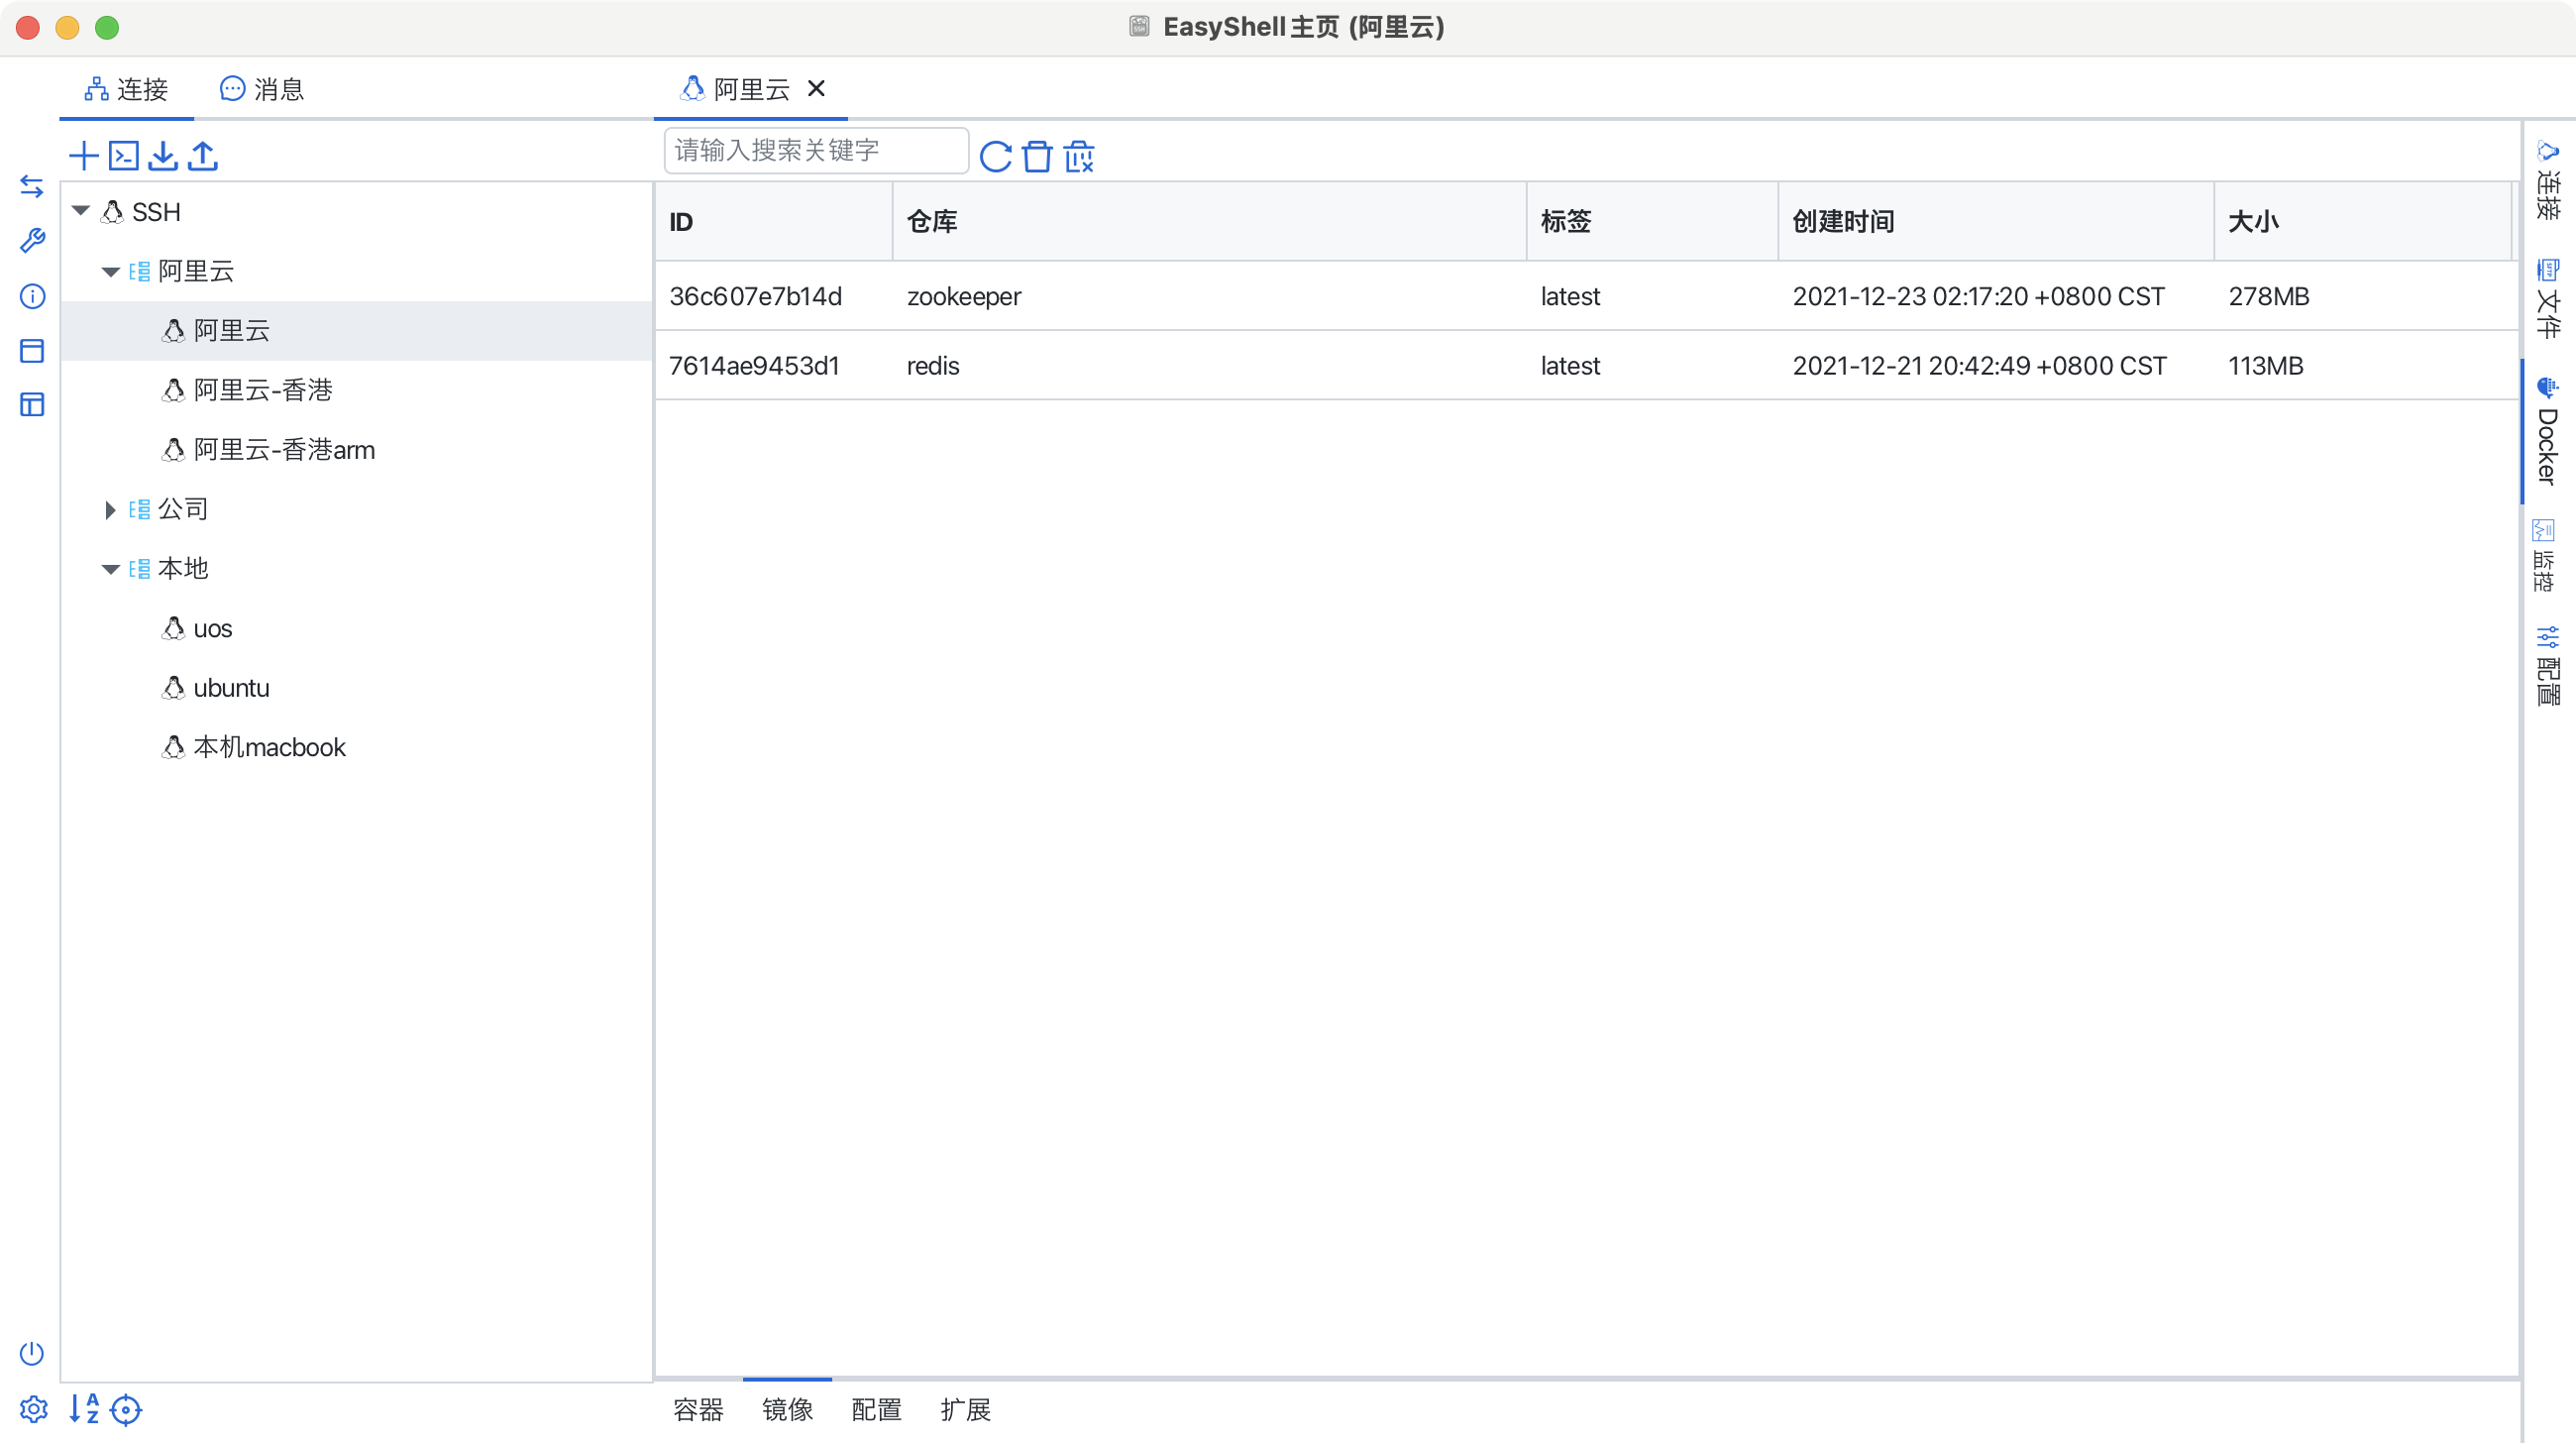 EasyShell主页 (阿里云)
连接
消息
阿里云
请输入搜索关键字
SSH
阿里云
阿里云
阿里云-香港
阿里云-香港arm
公司
本地
uos
ubuntu
本机macbook
ID 仓库 标签 创建时间 大小
36c607e7b14d zookeeper latest 2021-12-23 02:17:20 +0800 CST 278MB
7614ae9453d1 redis latest 2021-12-21 20:42:49 +0800 CST 113MB
连接
文件
Docker
监控
配置
AZ
容器 镜像 配置 扩展